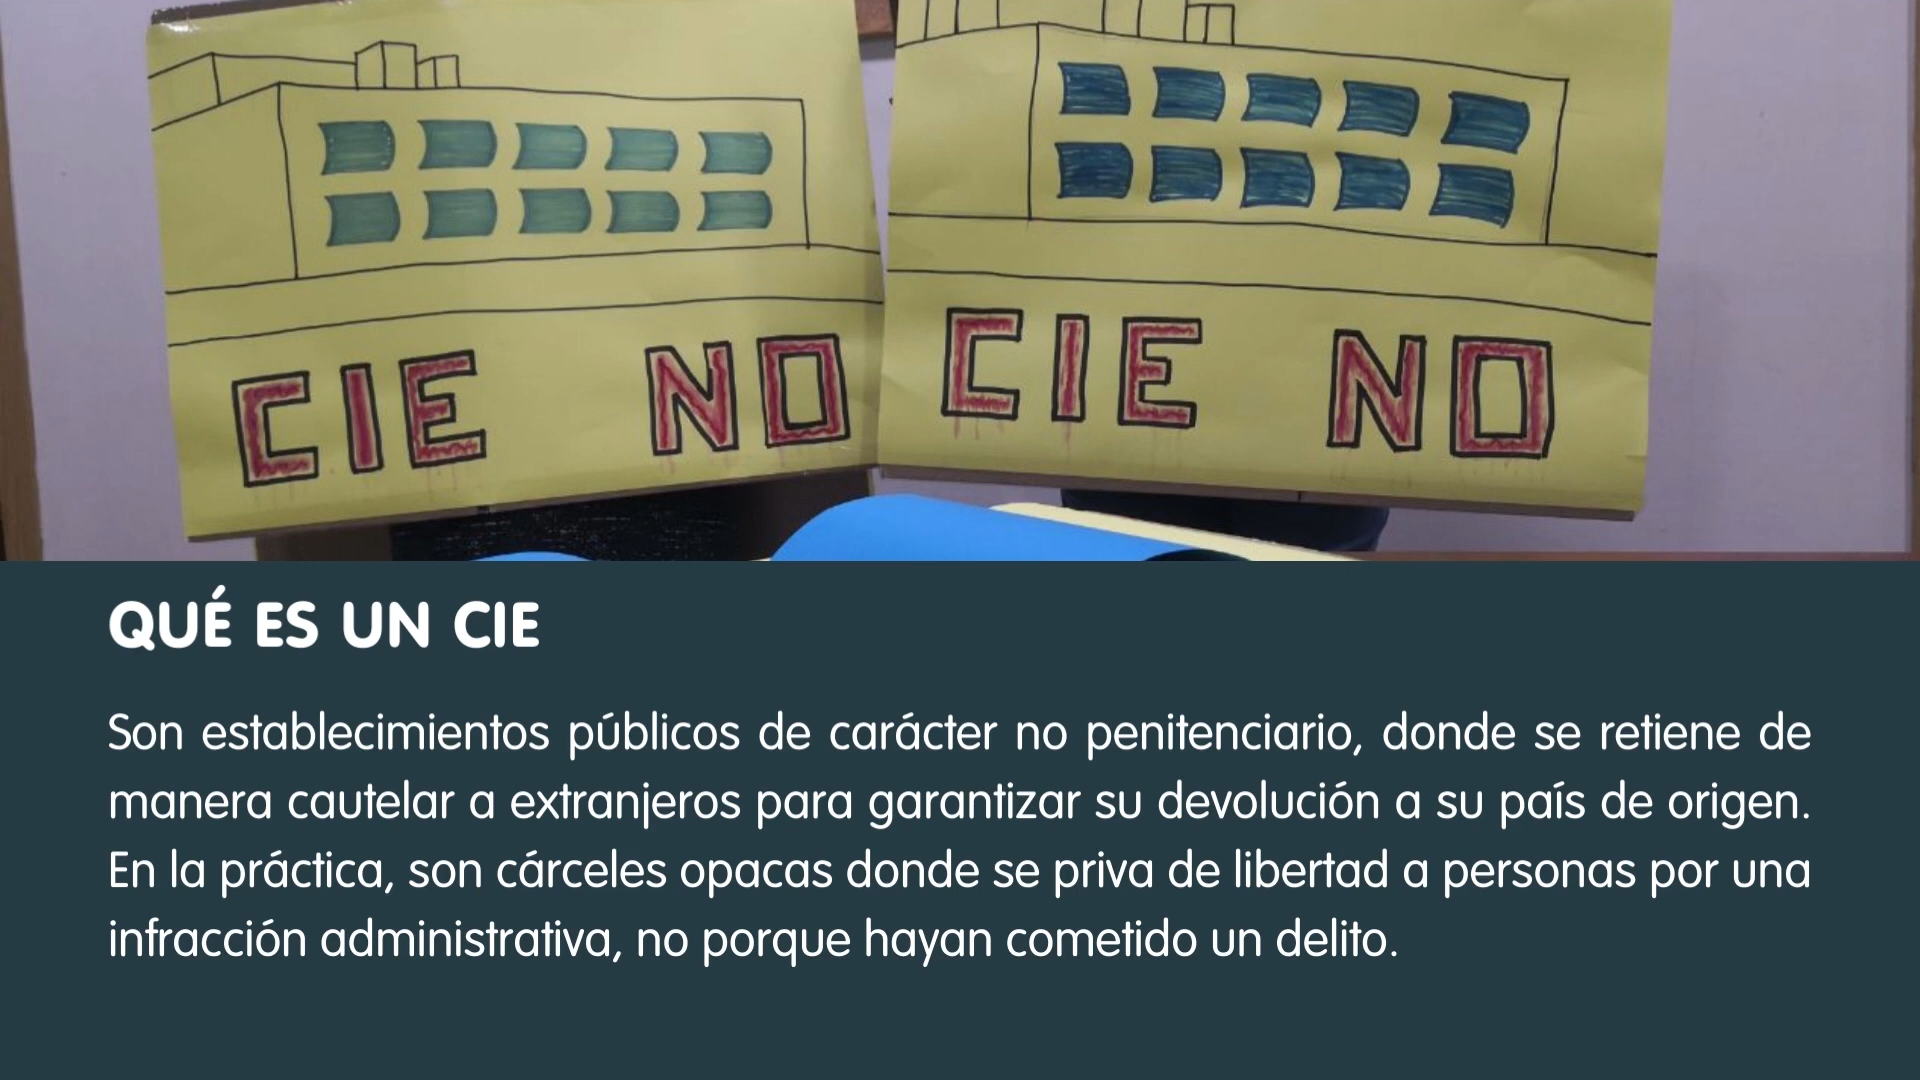 CIE NO
CIE NO
QUÉ ES UN CIE
Son establecimientos públicos de carácter no penitenciario, donde se retiene de
manera cautelar a extranjeros para garantizar su devolución a su país de origen.
En la práctica, son cárceles opacas donde se priva de libertad a personas por una
infracción administrativa, no porque hayan cometido un delito.